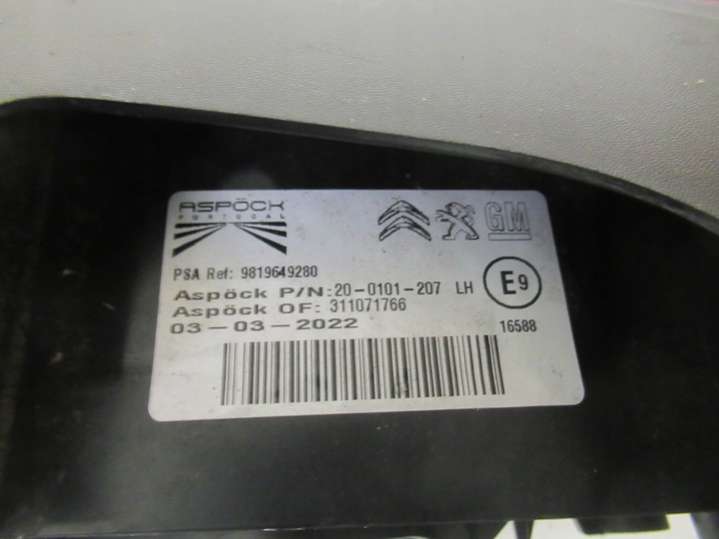 ASPÖCK
PORTUGAL
GM
PSA Ref: 9819649280
Aspöck P/N:20-0101-207 LH
E9
Aspöck OF: 311071766
03-03-2022
16588